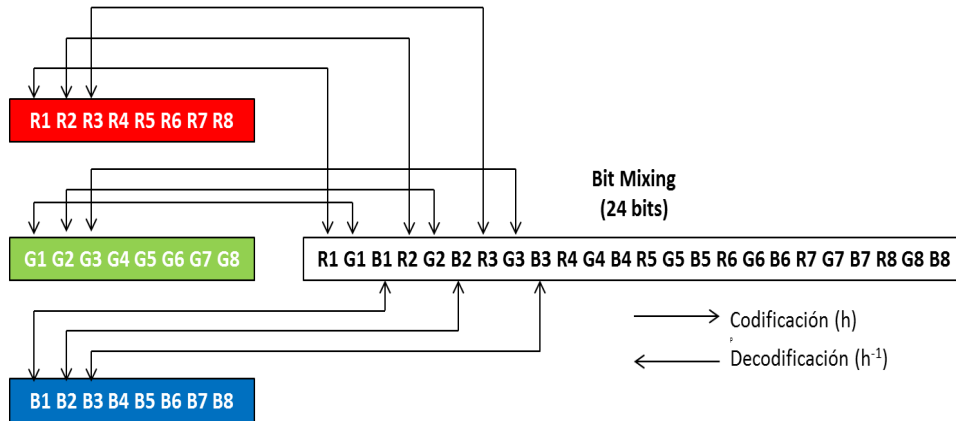 R1 R2 R3 R4 R5 R6 R7 R8
Bit Mixing
(24 bits)
G1 G2 G3 G4 G5 G6 G7 G8
R1 G1 B1 R2 G2 B2 R3 G3 B3 R4 G4 B4 R5 G5 B5 R6 G6 B6 R7 G7 B7 R8 G8 B8
Codificación (h)
P
Decodificación (h⁻¹)
B1 B2 B3 B4 B5 B6 B7 B8